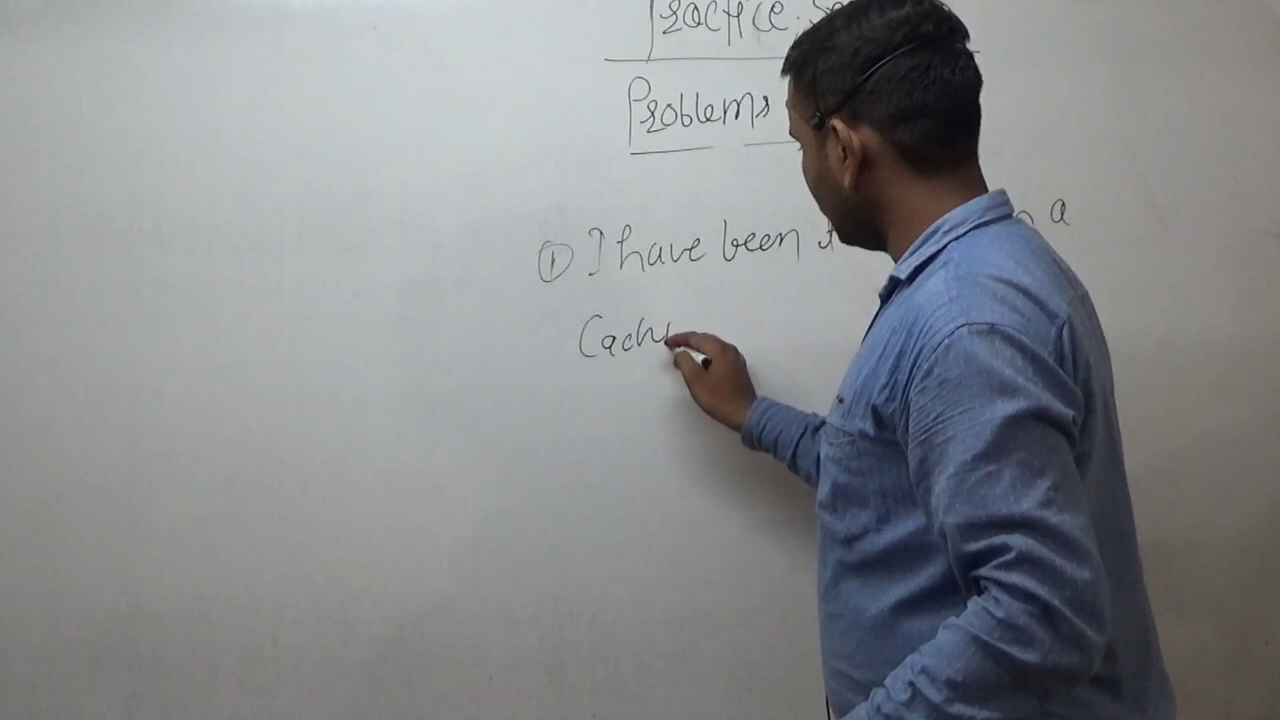 Practice
Problems
① I have been a
Cach